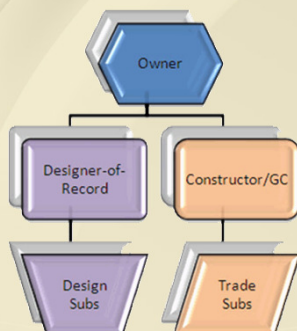 Owner
Designer-of-
Record
Constructor/GC
Design
Subs
Trade
Subs